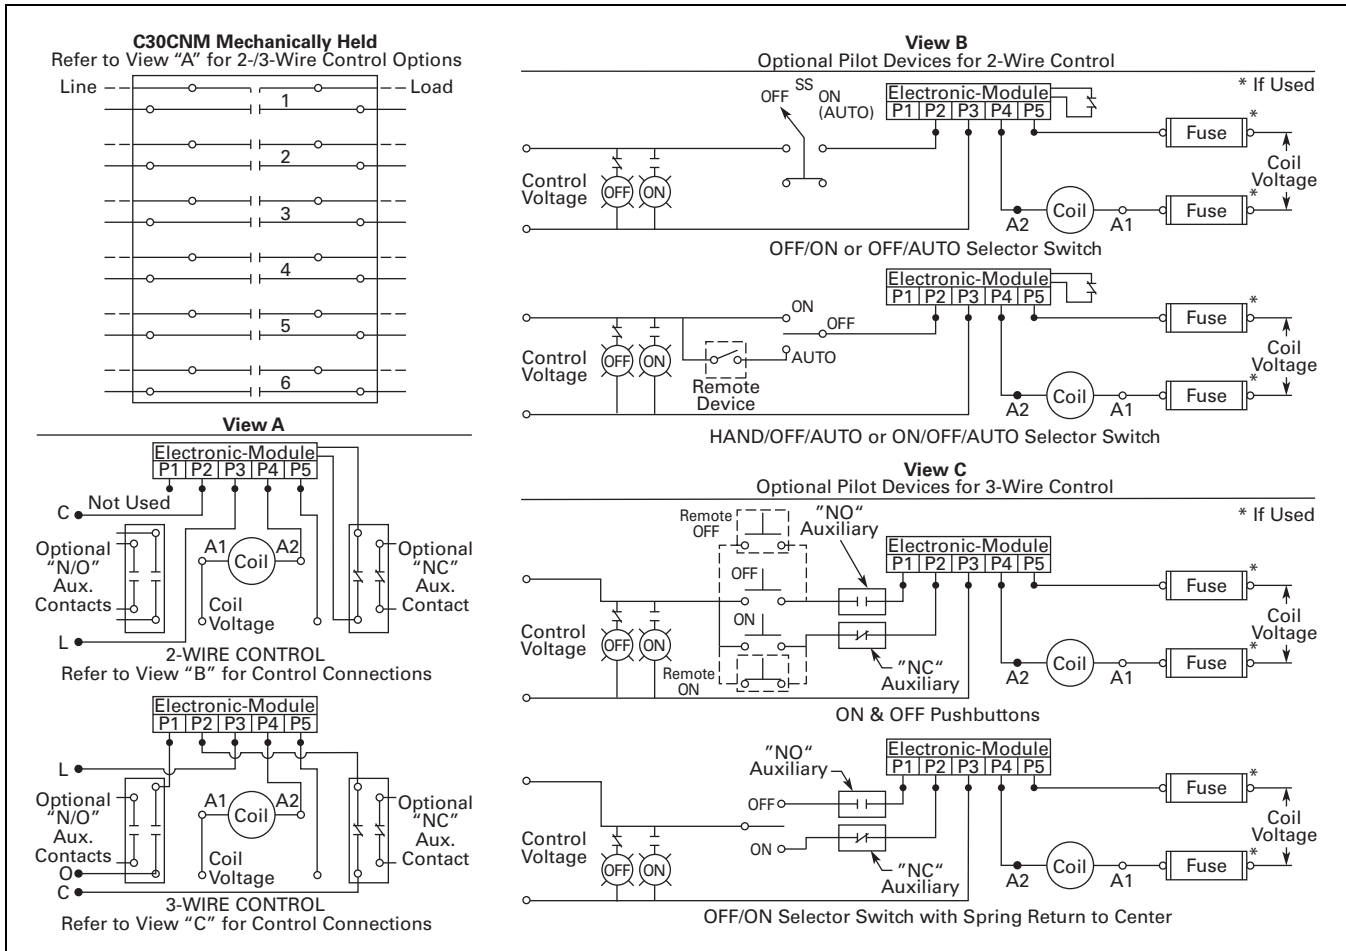 C30CNM Mechanically Held
Refer to View “A” for 2-/3-Wire Control Options
Line
Load
1
2
3
4
5
6
View A
Electronic-Module
P1 P2 P3 P4 P5
Not Used
C
Optional
“N/O”
Aux.
Contacts
A1
A2
Coil
Coil
Voltage
Optional
“NC”
Aux.
Contact
L
2-WIRE CONTROL
Refer to View “B” for Control Connections
Electronic-Module
P1 P2 P3 P4 P5
L
Optional
“N/O”
Aux.
Contacts
O
C
A1
A2
Coil
Coil
Voltage
Optional
“NC”
Aux.
Contact
3-WIRE CONTROL
Refer to View “C” for Control Connections
View B
Optional Pilot Devices for 2-Wire Control
* If Used
SS
OFF
ON
(AUTO)
Electronic-Module
P1 P2 P3 P4 P5
Control
Voltage
OFF
ON
Fuse
*
Coil
Voltage
A2
Coil
A1
Fuse
*
OFF/ON or OFF/AUTO Selector Switch
Electronic-Module
P1 P2 P3 P4 P5
ON
OFF
AUTO
Control
Voltage
OFF
ON
Remote
Device
Fuse
*
Coil
Voltage
A2
Coil
A1
Fuse
*
HAND/OFF/AUTO or ON/OFF/AUTO Selector Switch
View C
Optional Pilot Devices for 3-Wire Control
* If Used
Remote
OFF
”NO“
Auxiliary
Electronic-Module
P1 P2 P3 P4 P5
OFF
ON
Control
Voltage
OFF
ON
Remote
ON
”NC“
Auxiliary
Fuse
*
Coil
Voltage
A2
Coil
A1
Fuse
*
ON & OFF Pushbuttons
”NO“
Auxiliary
Electronic-Module
P1 P2 P3 P4 P5
OFF
ON
Control
Voltage
OFF
ON
”NC“
Auxiliary
Fuse
*
Coil
Voltage
A2
Coil
A1
Fuse
*
OFF/ON Selector Switch with Spring Return to Center